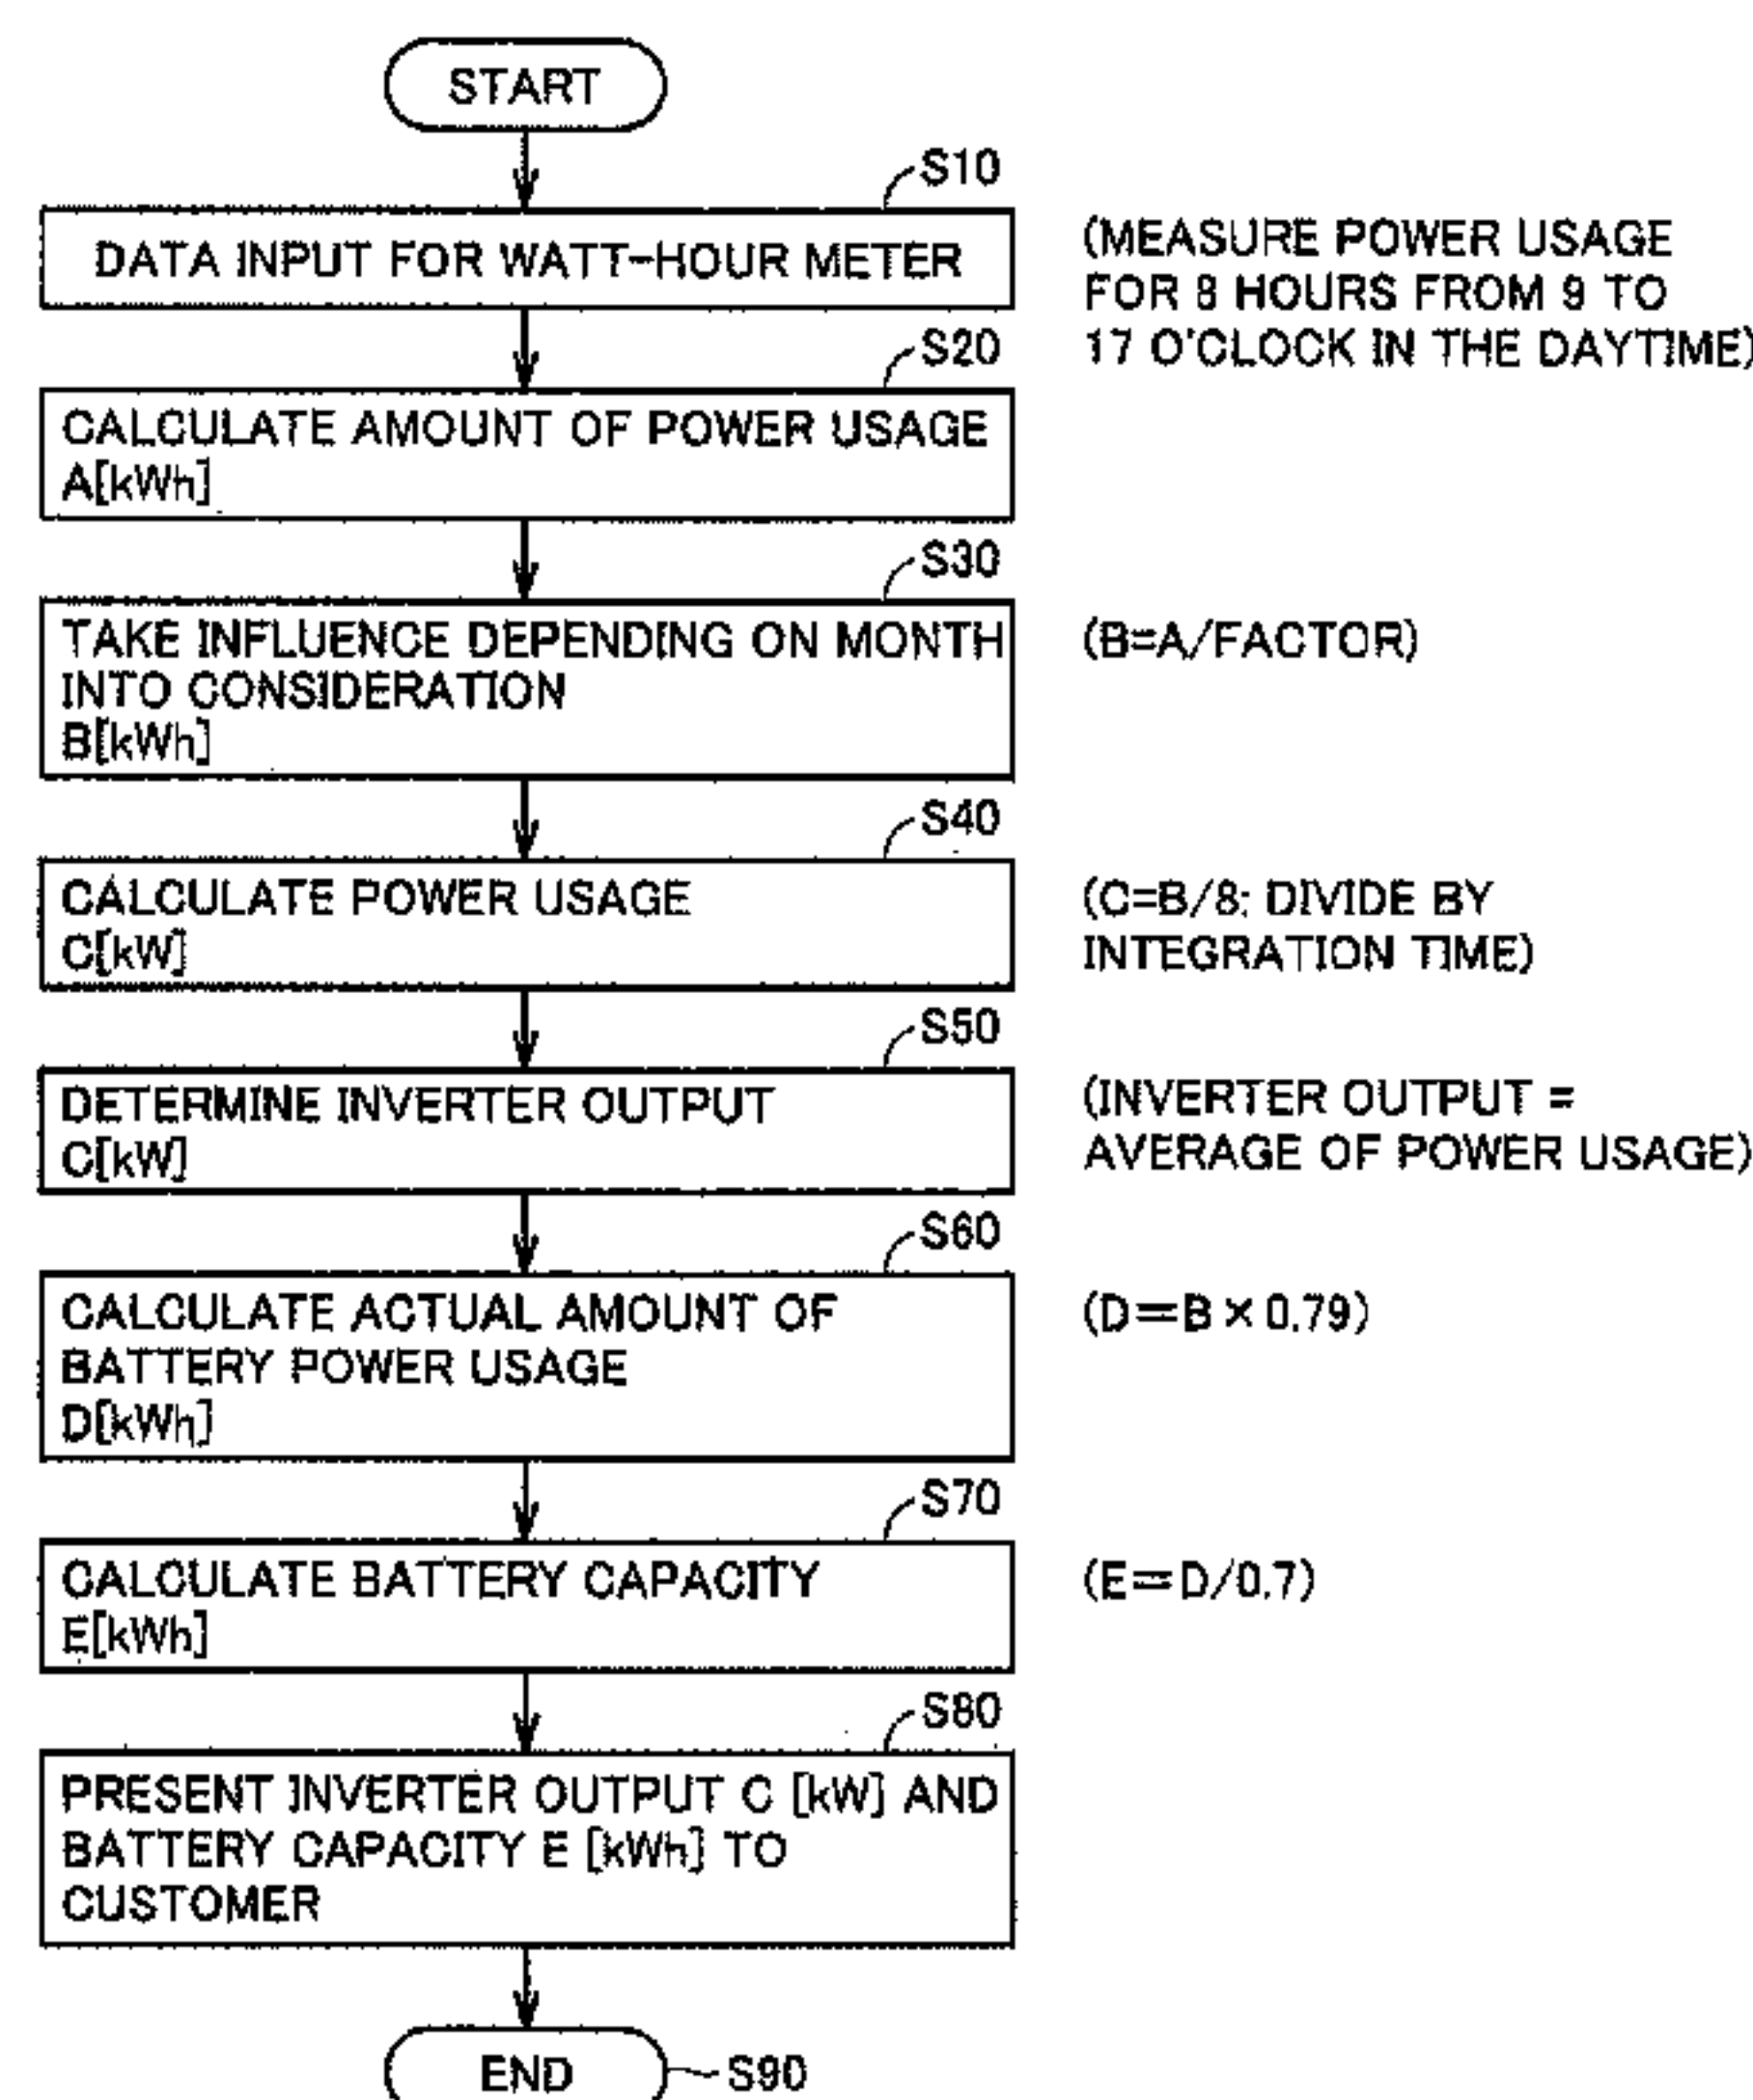 START
S10
DATA INPUT FOR WATT-HOUR METER
(MEASURE POWER USAGE
FOR 8 HOURS FROM 9 TO
17 O'CLOCK IN THE DAYTIME)
S20
CALCULATE AMOUNT OF POWER USAGE
A[kWh]
S30
TAKE INFLUENCE DEPENDING ON MONTH
INTO CONSIDERATION
B[kWh]
(B=A/FACTOR)
S40
CALCULATE POWER USAGE
C[kW]
(C=B/8; DIVIDE BY
INTEGRATION TIME)
S50
DETERMINE INVERTER OUTPUT
C[kW]
(INVERTER OUTPUT =
AVERAGE OF POWER USAGE)
S60
CALCULATE ACTUAL AMOUNT OF
BATTERY POWER USAGE
D[kWh]
(D=B×0.79)
S70
CALCULATE BATTERY CAPACITY
E[kWh]
(E=D/0.7)
S80
PRESENT INVERTER OUTPUT C [kW] AND
BATTERY CAPACITY E [kWh] TO
CUSTOMER
END
S90